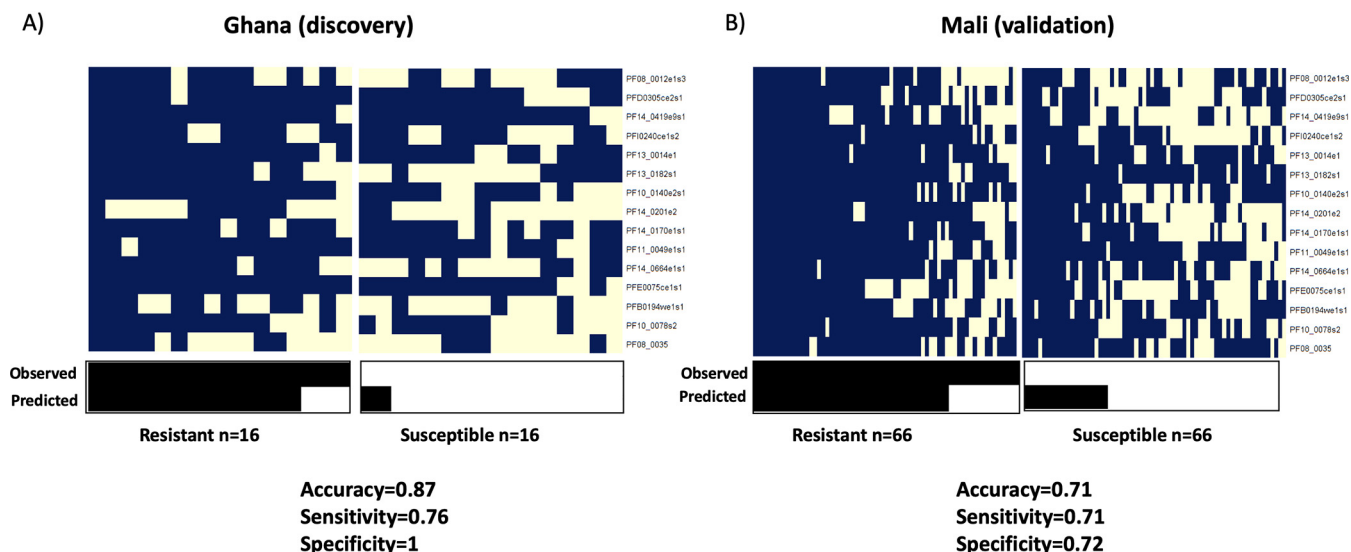 A)
Ghana (discovery)
PF08_0012e1s3
PFD0305ce2s1
PF14_0419e9s1
PFI0240ce1s2
PF13_0014e1
PF13_0182s1
PF10_0140e2s1
PF14_0201e2
PF14_0170e1s1
PF11_0049e1s1
PF14_0664e1s1
PFE0075ce1s1
PFB0194we1s1
PF10_0078s2
PF08_0035
Observed
Predicted
Resistant n=16
Susceptible n=16
Accuracy=0.87
Sensitivity=0.76
Specificity=1
B)
Mali (validation)
PF08_0012e1s3
PFD0305ce2s1
PF14_0419e9s1
PFI0240ce1s2
PF13_0014e1
PF13_0182s1
PF10_0140e2s1
PF14_0201e2
PF14_0170e1s1
PF11_0049e1s1
PF14_0664e1s1
PFE0075ce1s1
PFB0194we1s1
PF10_0078s2
PF08_0035
Observed
Predicted
Resistant n=66
Susceptible n=66
Accuracy=0.71
Sensitivity=0.71
Specificity=0.72